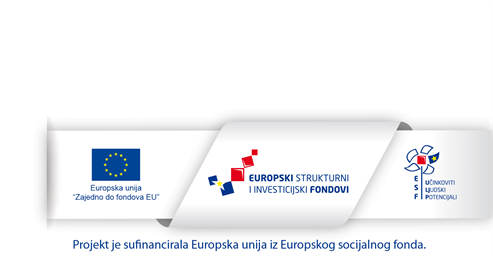 Europska unija
“Zajedno do fondova EU”
EUROPSKI STRUKTURNI
I INVESTICIJSKI FONDOVI
E UČINKOVITI
S LJUDSKI
F POTENCIJALI
Projekt je sufinancirala Europska unija iz Europskog socijalnog fonda.